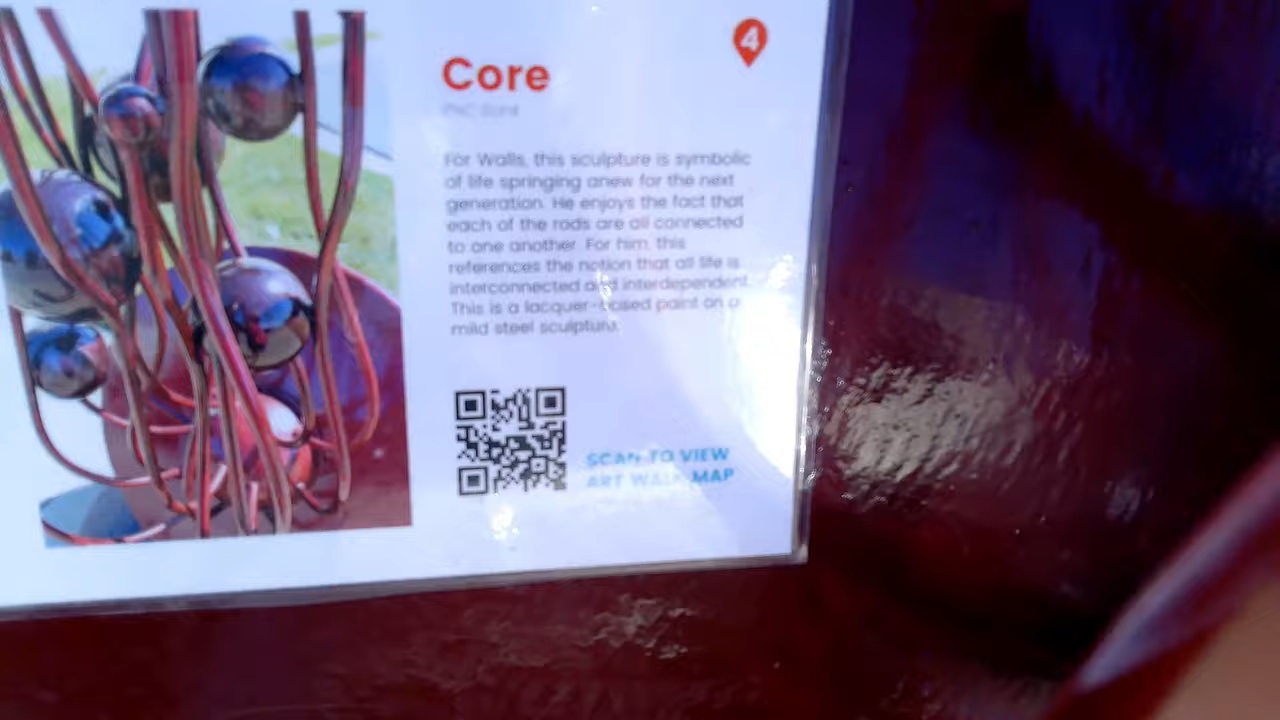 4
Core
PNC Bank
For Walls, this sculpture is symbolic
of life springing anew for the next
generation. He enjoys the fact that
each of the rods are all connected
to one another. For him, this
references the notion that all life is
interconnected and interdependent.
This is a lacquer-based paint on a
mild steel sculpture.
SCAN TO VIEW
ART WALK MAP